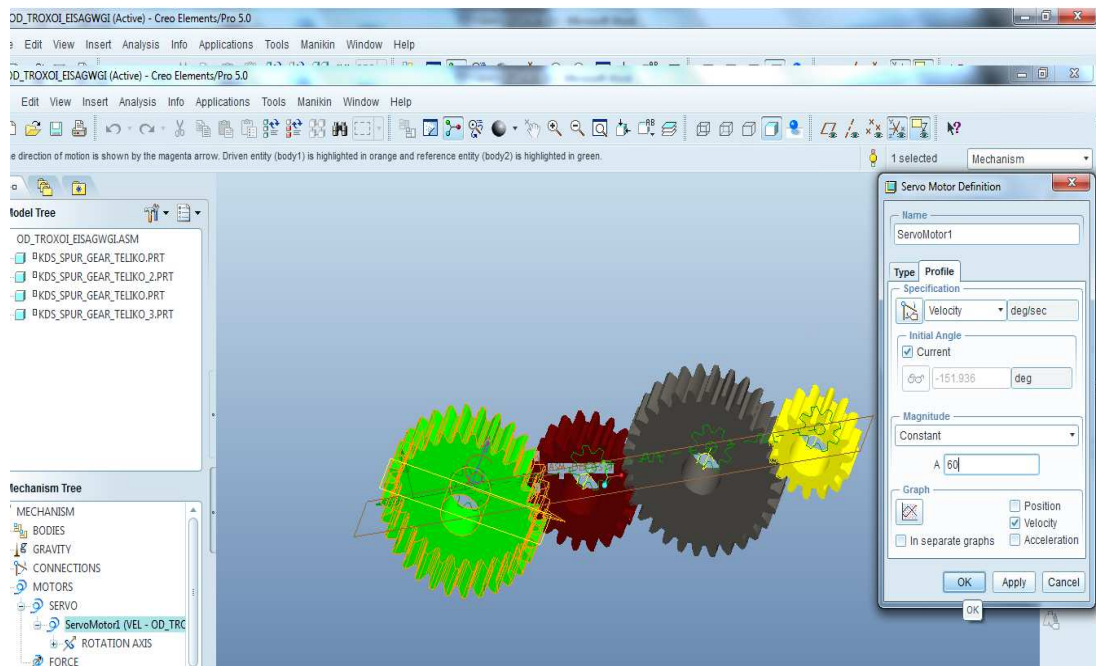 OD_TROXOI_EISAGWGI (Active) - Creo Elements/Pro 5.0
Edit View Insert Analysis Info Applications Tools Manikin Window Help
OD_TROXOI_EISAGWGI (Active) - Creo Elements/Pro 5.0
Edit View Insert Analysis Info Applications Tools Manikin Window Help
e direction of motion is shown by the magenta arrow. Driven entity (body1) is highlighted in orange and reference entity (body2) is highlighted in green.
1 selected
Mechanism
Model Tree
OD_TROXOI_EISAGWGI.ASM
KDS_SPUR_GEAR_TELIKO.PRT
KDS_SPUR_GEAR_TELIKO_2.PRT
KDS_SPUR_GEAR_TELIKO.PRT
KDS_SPUR_GEAR_TELIKO_3.PRT
Mechanism Tree
MECHANISM
BODIES
GRAVITY
CONNECTIONS
MOTORS
SERVO
ServoMotor1 (VEL - OD_TRO
ROTATION AXIS
FORCE
Servo Motor Definition
Name
ServoMotor1
Type Profile
Specification
Velocity deg/sec
Initial Angle
Current
-151.936 deg
Magnitude
Constant
A 60
Graph
Position
Velocity
In separate graphs Acceleration
OK Apply Cancel
OK